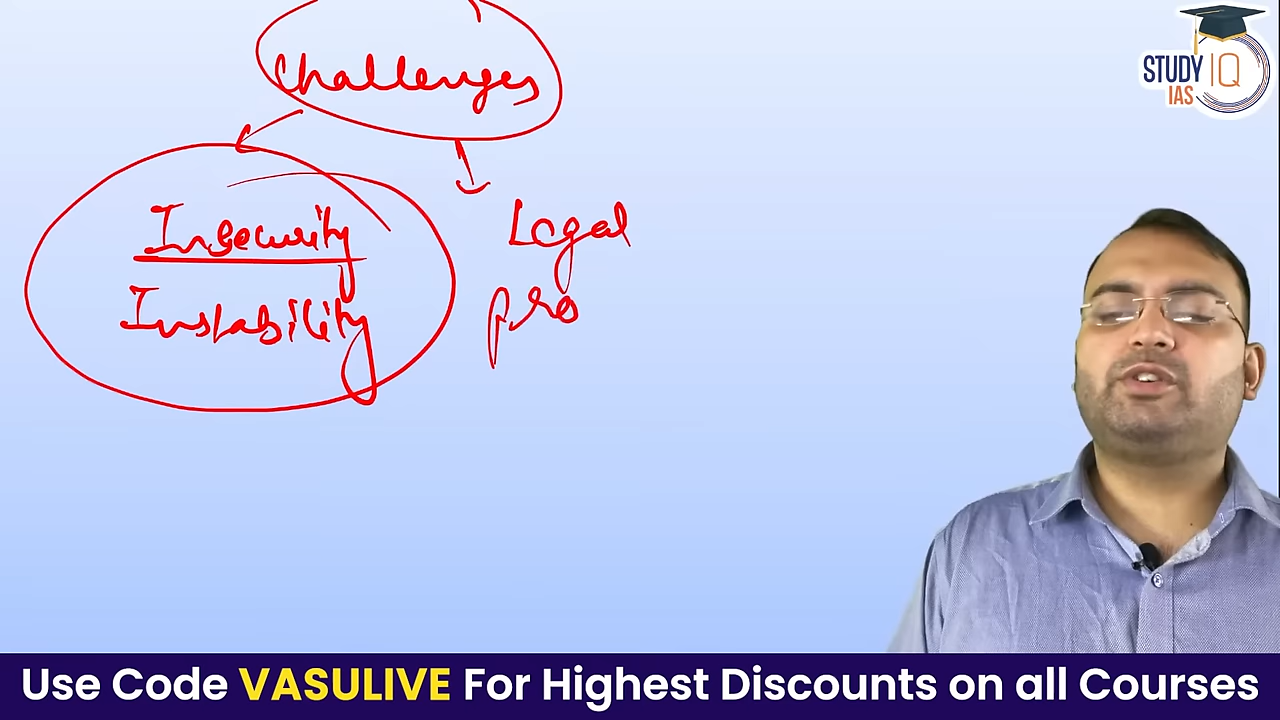 Challenges
Insecurity
Instability
Legal
pro
STUDY IQ
IAS
Use Code VASULIVE For Highest Discounts on all Courses